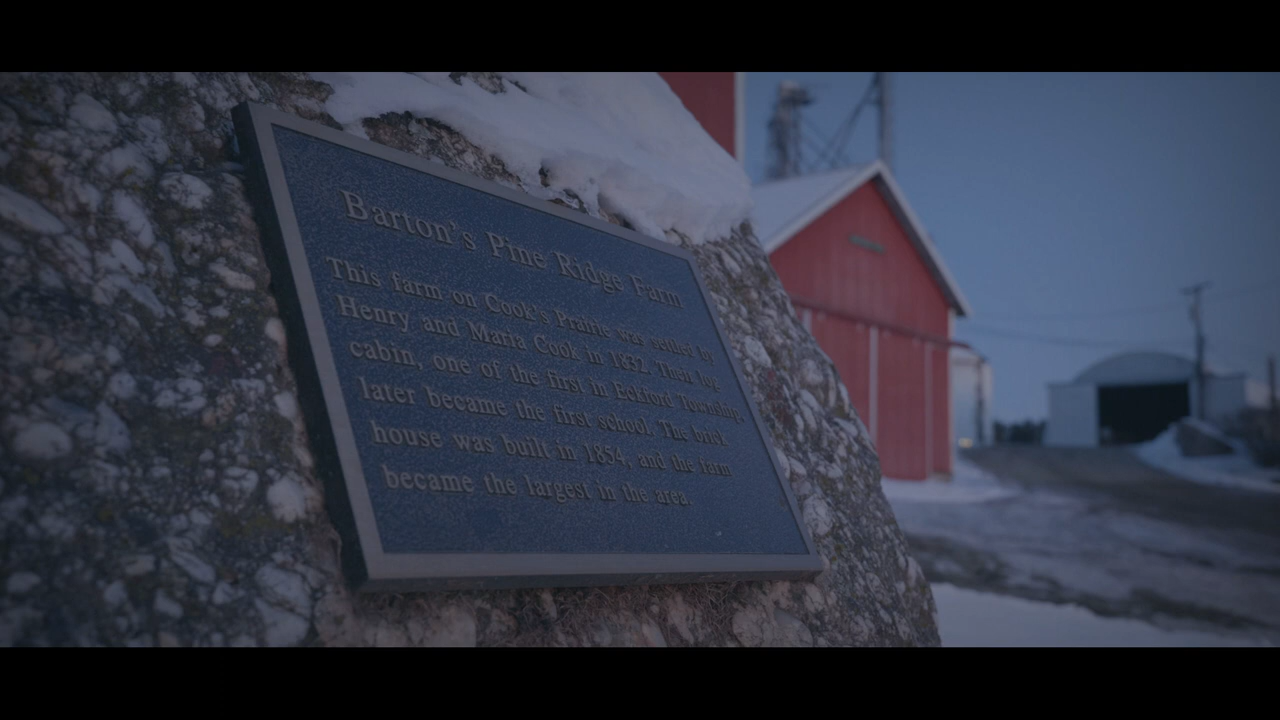 Barton's Pine Ridge Farm
This farm on Cook's Prairie was settled by
Henry and Maria Cook in 1832. Their log
cabin, one of the first in Eckford Township,
later became the first school. The brick
house was built in 1854, and the farm
became the largest in the area.